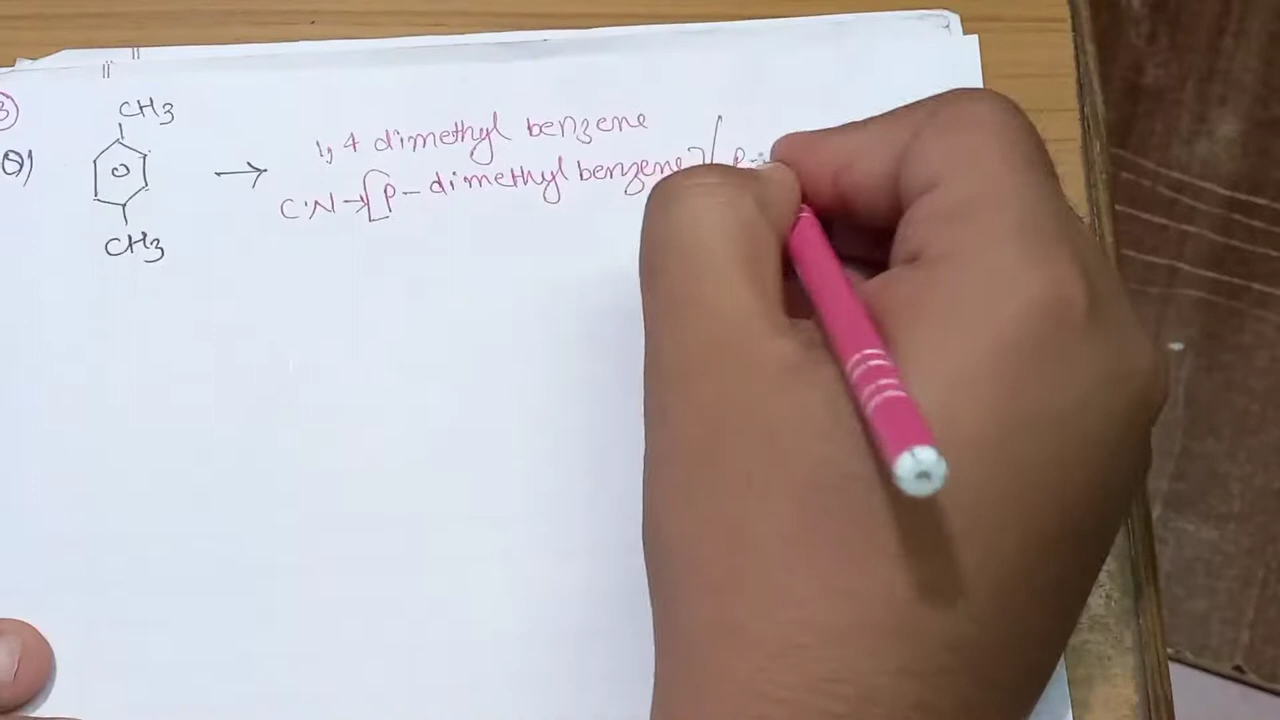 3
Q)
CH3
CH3
→ 1, 4 dimethyl benzene
C.N → [p - dimethyl benzene] / P -